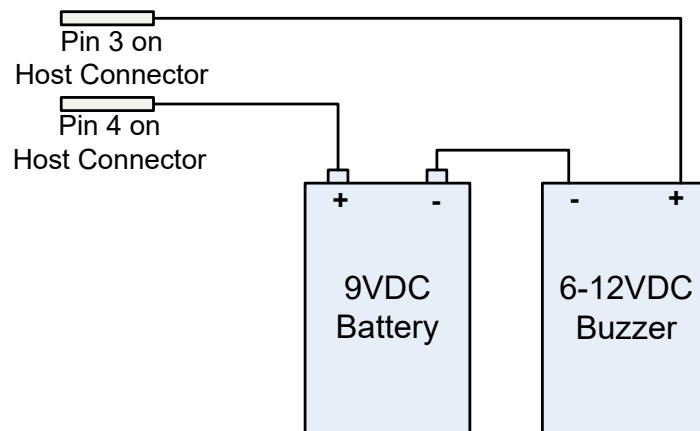 Pin 3 on
Host Connector
Pin 4 on
Host Connector
+ - - +
9VDC
Battery
6-12VDC
Buzzer